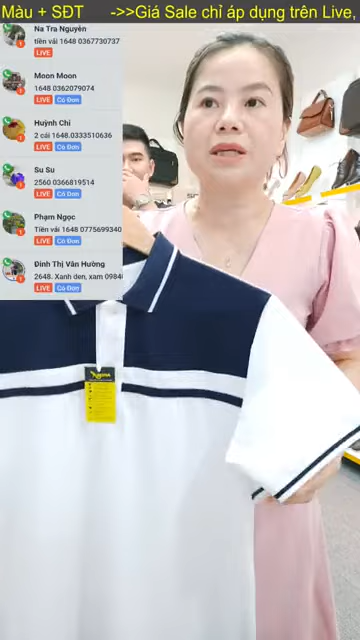 Màu + SĐT ->>Giá Sale chỉ áp dụng trên Live,
Na Tra Nguyên
tiền vải 1648 0367730737
LIVE
Moon Moon
1648 0362079074
LIVE Có Đơn
Huỳnh Chí
2 cái 1648.0333510636
LIVE Có Đơn
Su Su
2560 0366819514
LIVE Có Đơn
Phạm Ngọc
Tiền vải 1648 0775699340
LIVE Có Đơn
Đinh Thị Vân Hường
2648. Xanh đen, xam 0984
LIVE Có Đơn